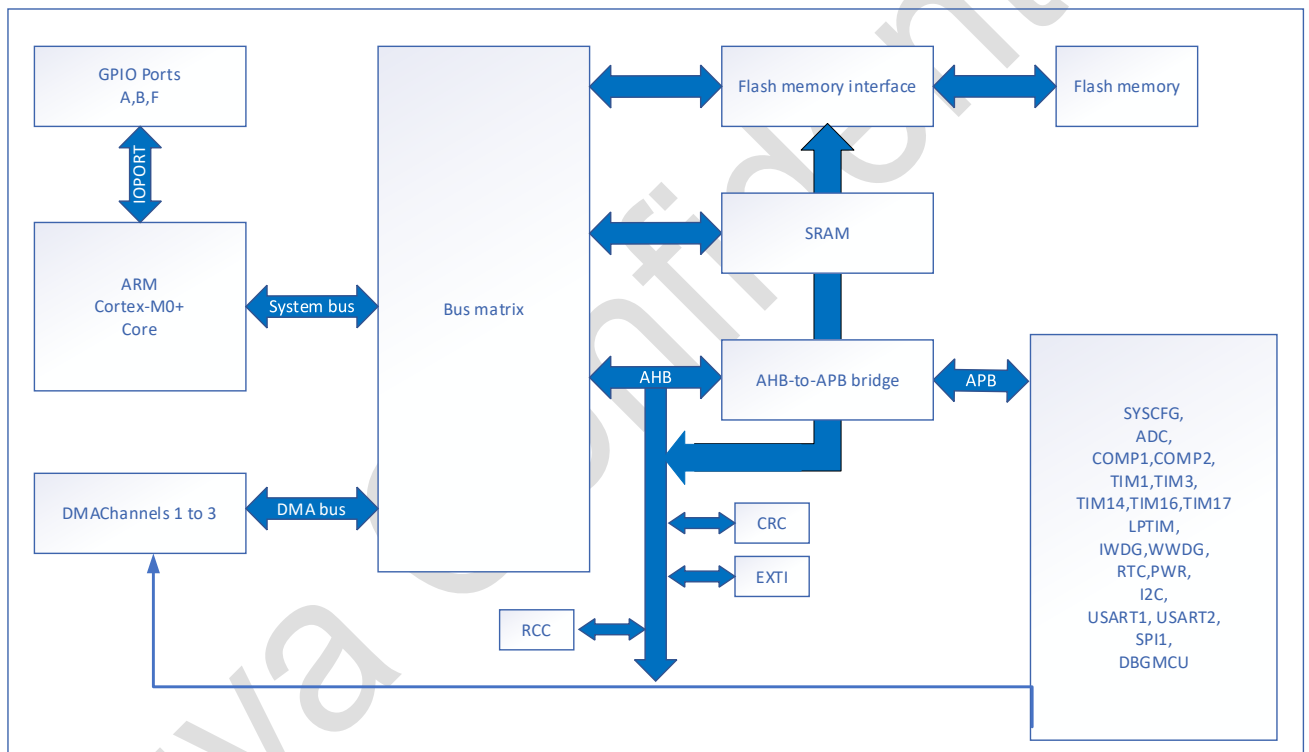 GPIO Ports
A,B,F
IOPORT
ARM
Cortex-M0+
Core
System bus
DMAChannels 1 to 3
DMA bus
Bus matrix
Flash memory interface
Flash memory
SRAM
AHB
AHB-to-APB bridge
APB
CRC
EXTI
RCC
SYSCFG,
ADC,
COMP1,COMP2,
TIM1,TIM3,
TIM14,TIM16,TIM17
LPTIM,
IWDG,WWDG,
RTC,PWR,
I2C,
USART1, USART2,
SPI1,
DBGMCU